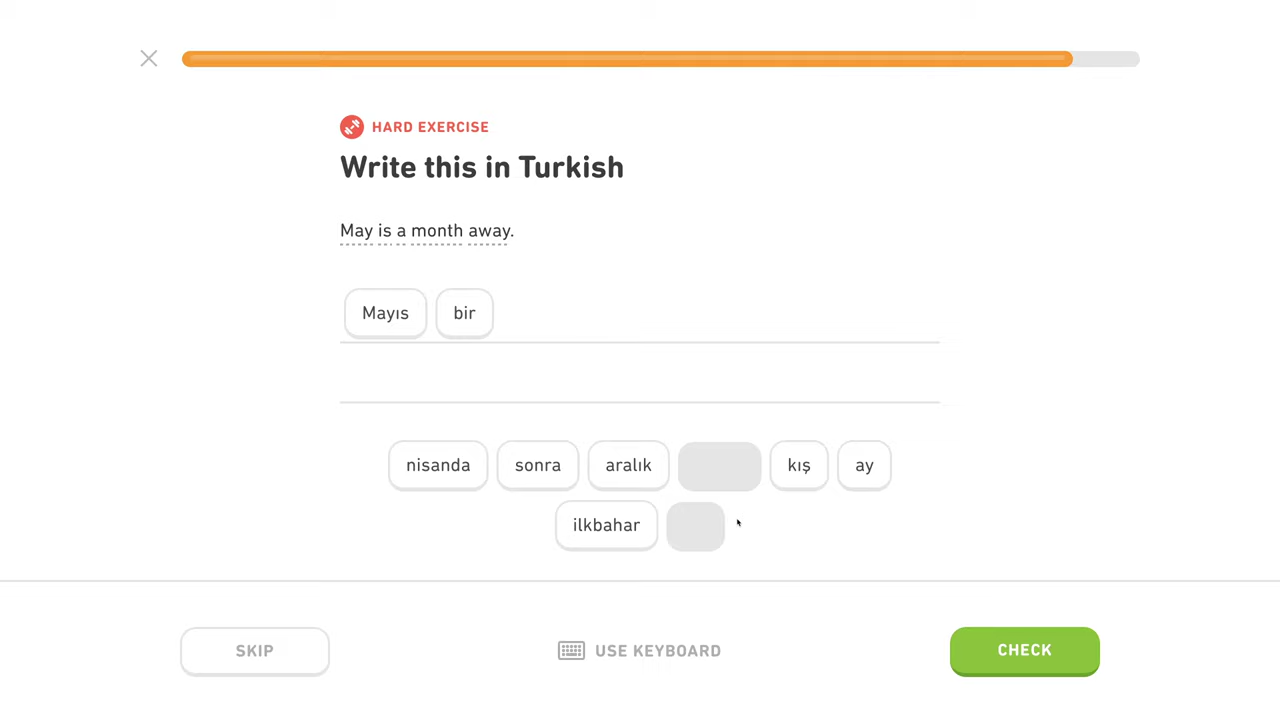 HARD EXERCISE
Write this in Turkish
May is a month away.
Mayıs bir
nisanda sonra aralık kış ay
ilkbahar
SKIP USE KEYBOARD CHECK